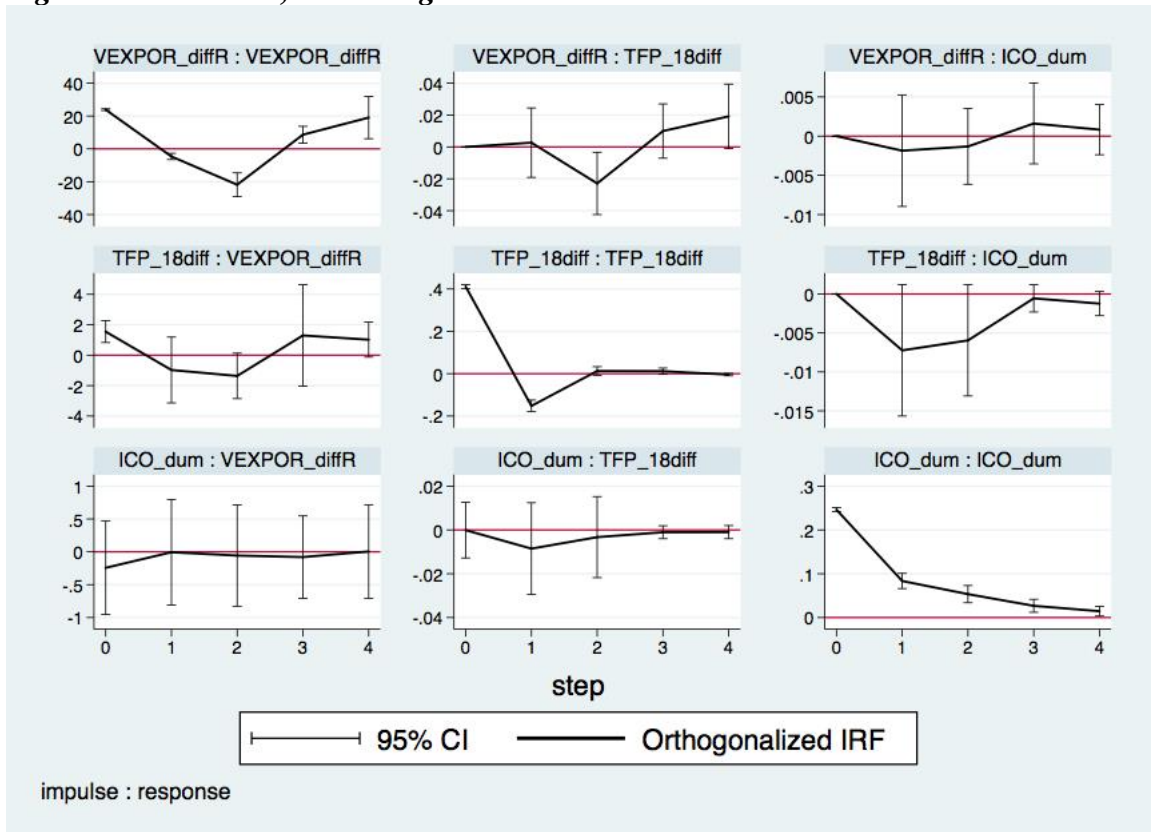 VEXPOR_diffR : VEXPOR_diffR
VEXPOR_diffR : TFP_18diff
VEXPOR_diffR : ICO_dum
40
20
0
-20
-40
.04
.02
0
-.02
-.04
.005
0
-.005
-.01
TFP_18diff : VEXPOR_diffR
TFP_18diff : TFP_18diff
TFP_18diff : ICO_dum
4
2
0
-2
-4
.4
.2
0
-.2
0
-.005
-.01
-.015
ICO_dum : VEXPOR_diffR
ICO_dum : TFP_18diff
ICO_dum : ICO_dum
1
.5
0
-.5
-1
.02
0
-.02
-.04
.3
.2
.1
0
0 1 2 3 4
0 1 2 3 4
0 1 2 3 4
step
95% CI
Orthogonalized IRF
impulse : response